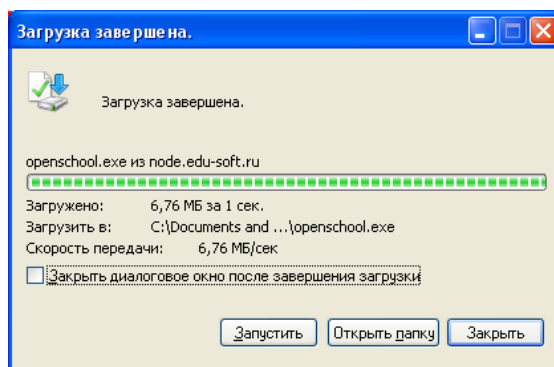 Загрузка завершена.
Загрузка завершена.
openschool.exe из node.edu-soft.ru
Загружено: 6,76 МБ за 1 сек.
Загрузить в: C:\Documents and ...\openschool.exe
Скорость передачи: 6,76 МБ/сек
Закрыть диалоговое окно после завершения загрузки
Запустить Открыть папку Закрыть